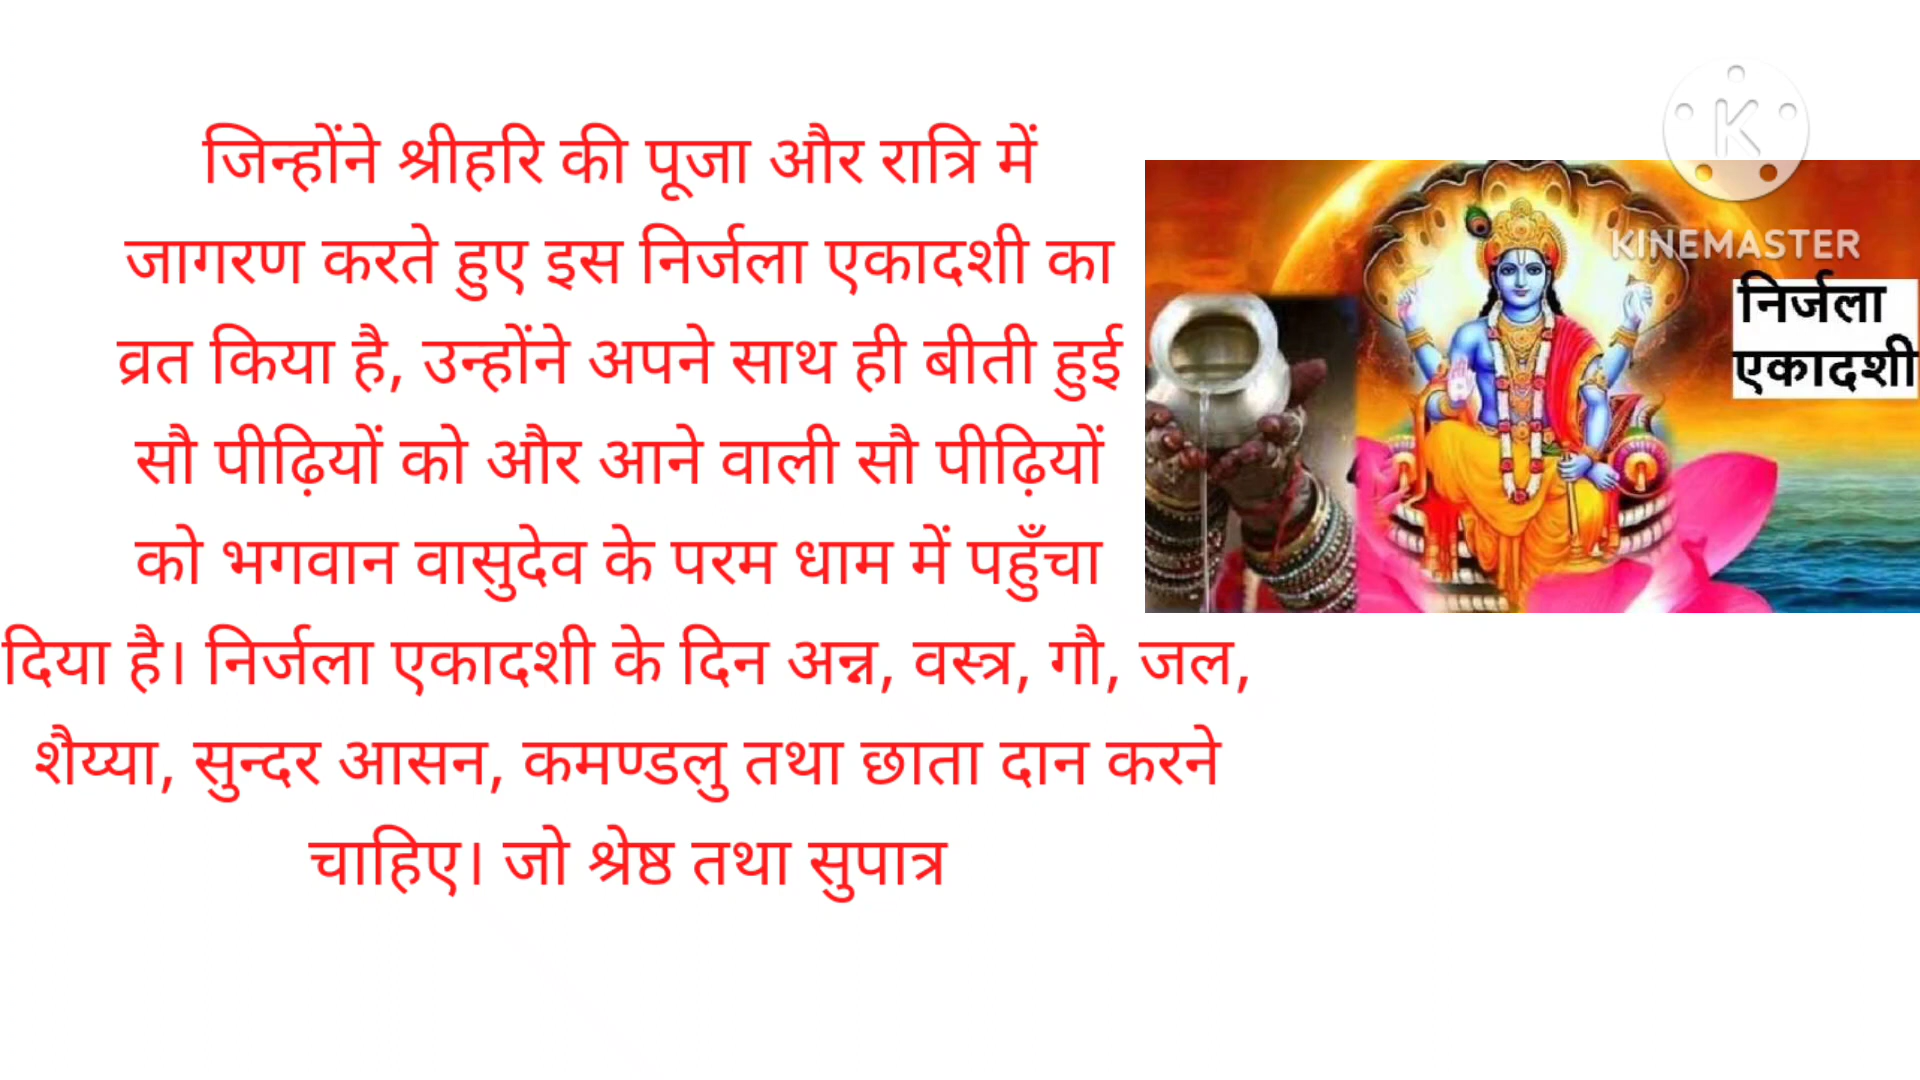 जिन्होंने श्रीहरि की पूजा और रात्रि में
जागरण करते हुए इस निर्जला एकादशी का
व्रत किया है, उन्होंने अपने साथ ही बीती हुई
सौ पीढ़ियों को और आने वाली सौ पीढ़ियों
को भगवान वासुदेव के परम धाम में पहुँचा
दिया है। निर्जला एकादशी के दिन अन्न, वस्त्र, गौ, जल,
शैय्या, सुन्दर आसन, कमण्डलु तथा छाता दान करने
चाहिए। जो श्रेष्ठ तथा सुपात्र
K
KINEMASTER
निर्जला
एकादशी